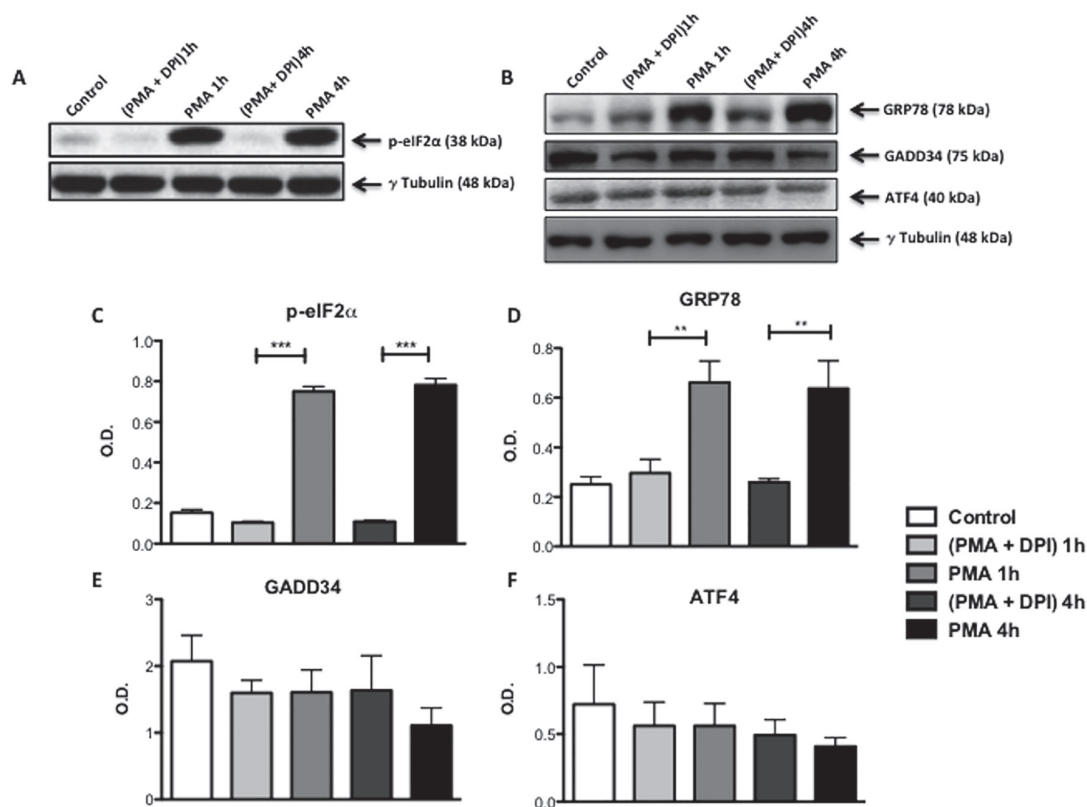 A
Control
(PMA + DPI)1h
PMA 1h
(PMA+ DPI)4h
PMA 4h
p-eIF2α (38 kDa)
γ Tubulin (48 kDa)
B
Control
(PMA + DPI)1h
PMA 1h
(PMA + DPI)4h
PMA 4h
GRP78 (78 kDa)
GADD34 (75 kDa)
ATF4 (40 kDa)
γ Tubulin (48 kDa)
C
p-eIF2α
O.D.
1.0
0.8
0.6
0.4
0.2
0.0
***
***
D
GRP78
O.D.
0.8
0.6
0.4
0.2
0.0
**
**
E
GADD34
O.D.
3
2
1
0
F
ATF4
O.D.
1.5
1.0
0.5
0.0
Control
(PMA + DPI) 1h
PMA 1h
(PMA + DPI) 4h
PMA 4h